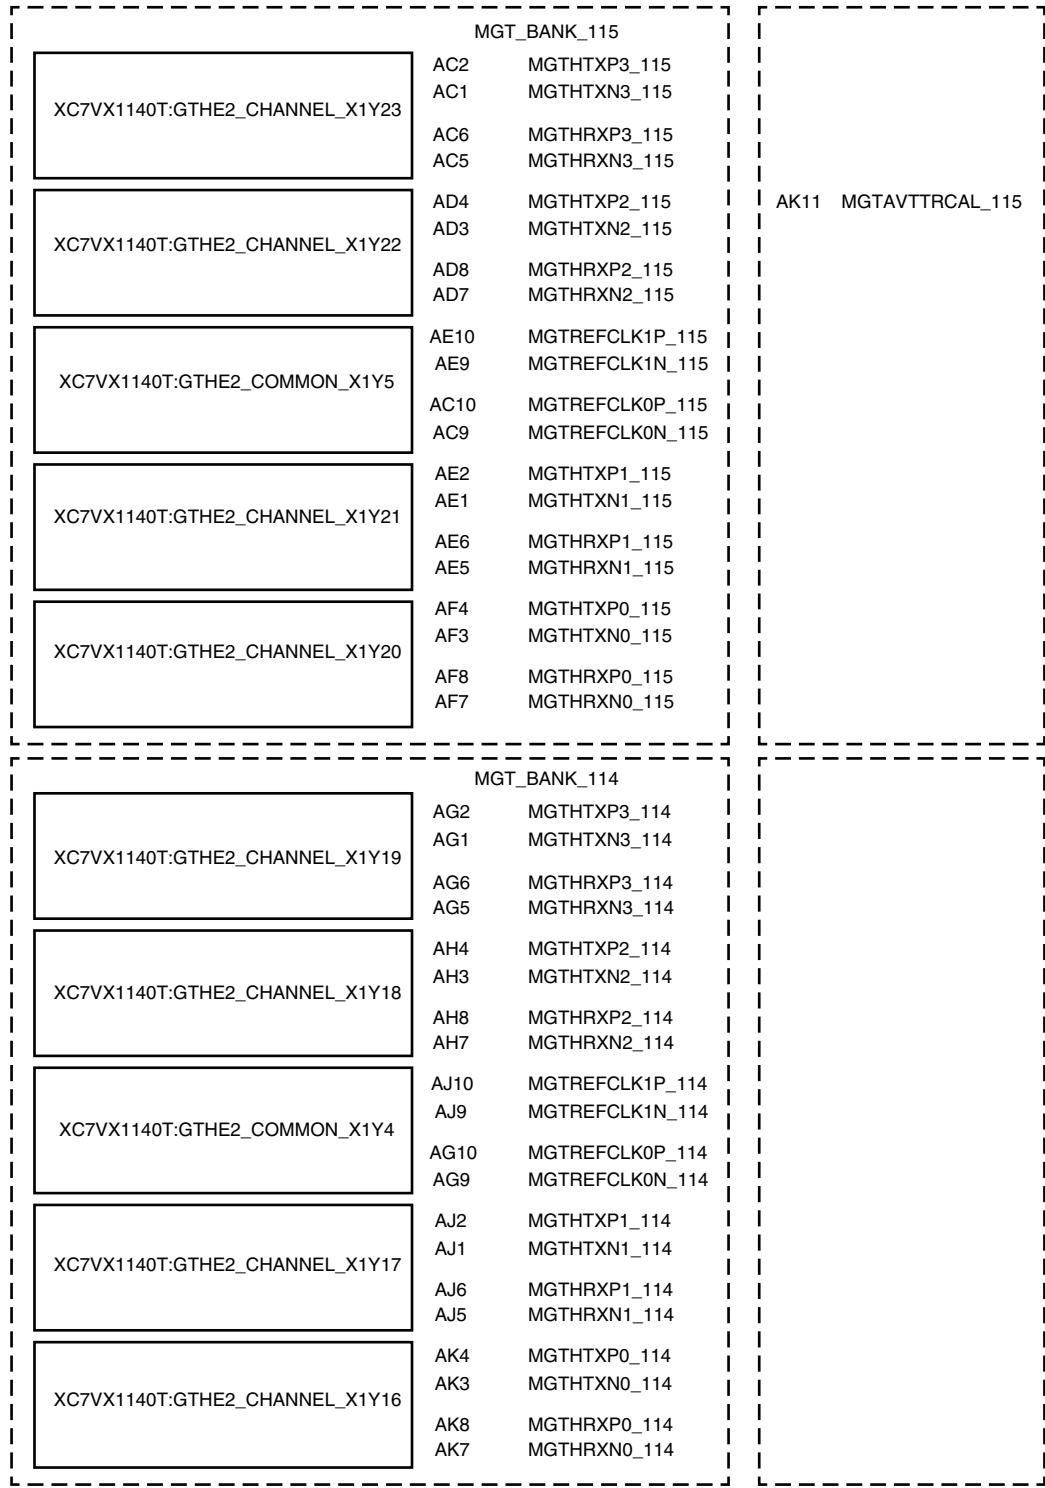 MGT_BANK_115
AC2 MGTHTXP3_115
AC1 MGTHTXN3_115
XC7VX1140T:GTHE2_CHANNEL_X1Y23
AC6 MGTHRXP3_115
AC5 MGTHRXN3_115
AD4 MGTHTXP2_115
AK11 MGTAVTTRCAL_115
AD3 MGTHTXN2_115
XC7VX1140T:GTHE2_CHANNEL_X1Y22
AD8 MGTHRXP2_115
AD7 MGTHRXN2_115
AE10 MGTREFCLK1P_115
AE9 MGTREFCLK1N_115
XC7VX1140T:GTHE2_COMMON_X1Y5
AC10 MGTREFCLK0P_115
AC9 MGTREFCLK0N_115
AE2 MGTHTXP1_115
AE1 MGTHTXN1_115
XC7VX1140T:GTHE2_CHANNEL_X1Y21
AE6 MGTHRXP1_115
AE5 MGTHRXN1_115
AF4 MGTHTXP0_115
AF3 MGTHTXN0_115
XC7VX1140T:GTHE2_CHANNEL_X1Y20
AF8 MGTHRXP0_115
AF7 MGTHRXN0_115
MGT_BANK_114
AG2 MGTHTXP3_114
AG1 MGTHTXN3_114
XC7VX1140T:GTHE2_CHANNEL_X1Y19
AG6 MGTHRXP3_114
AG5 MGTHRXN3_114
AH4 MGTHTXP2_114
AH3 MGTHTXN2_114
XC7VX1140T:GTHE2_CHANNEL_X1Y18
AH8 MGTHRXP2_114
AH7 MGTHRXN2_114
AJ10 MGTREFCLK1P_114
AJ9 MGTREFCLK1N_114
XC7VX1140T:GTHE2_COMMON_X1Y4
AG10 MGTREFCLK0P_114
AG9 MGTREFCLK0N_114
AJ2 MGTHTXP1_114
AJ1 MGTHTXN1_114
XC7VX1140T:GTHE2_CHANNEL_X1Y17
AJ6 MGTHRXP1_114
AJ5 MGTHRXN1_114
AK4 MGTHTXP0_114
AK3 MGTHTXN0_114
XC7VX1140T:GTHE2_CHANNEL_X1Y16
AK8 MGTHRXP0_114
AK7 MGTHRXN0_114